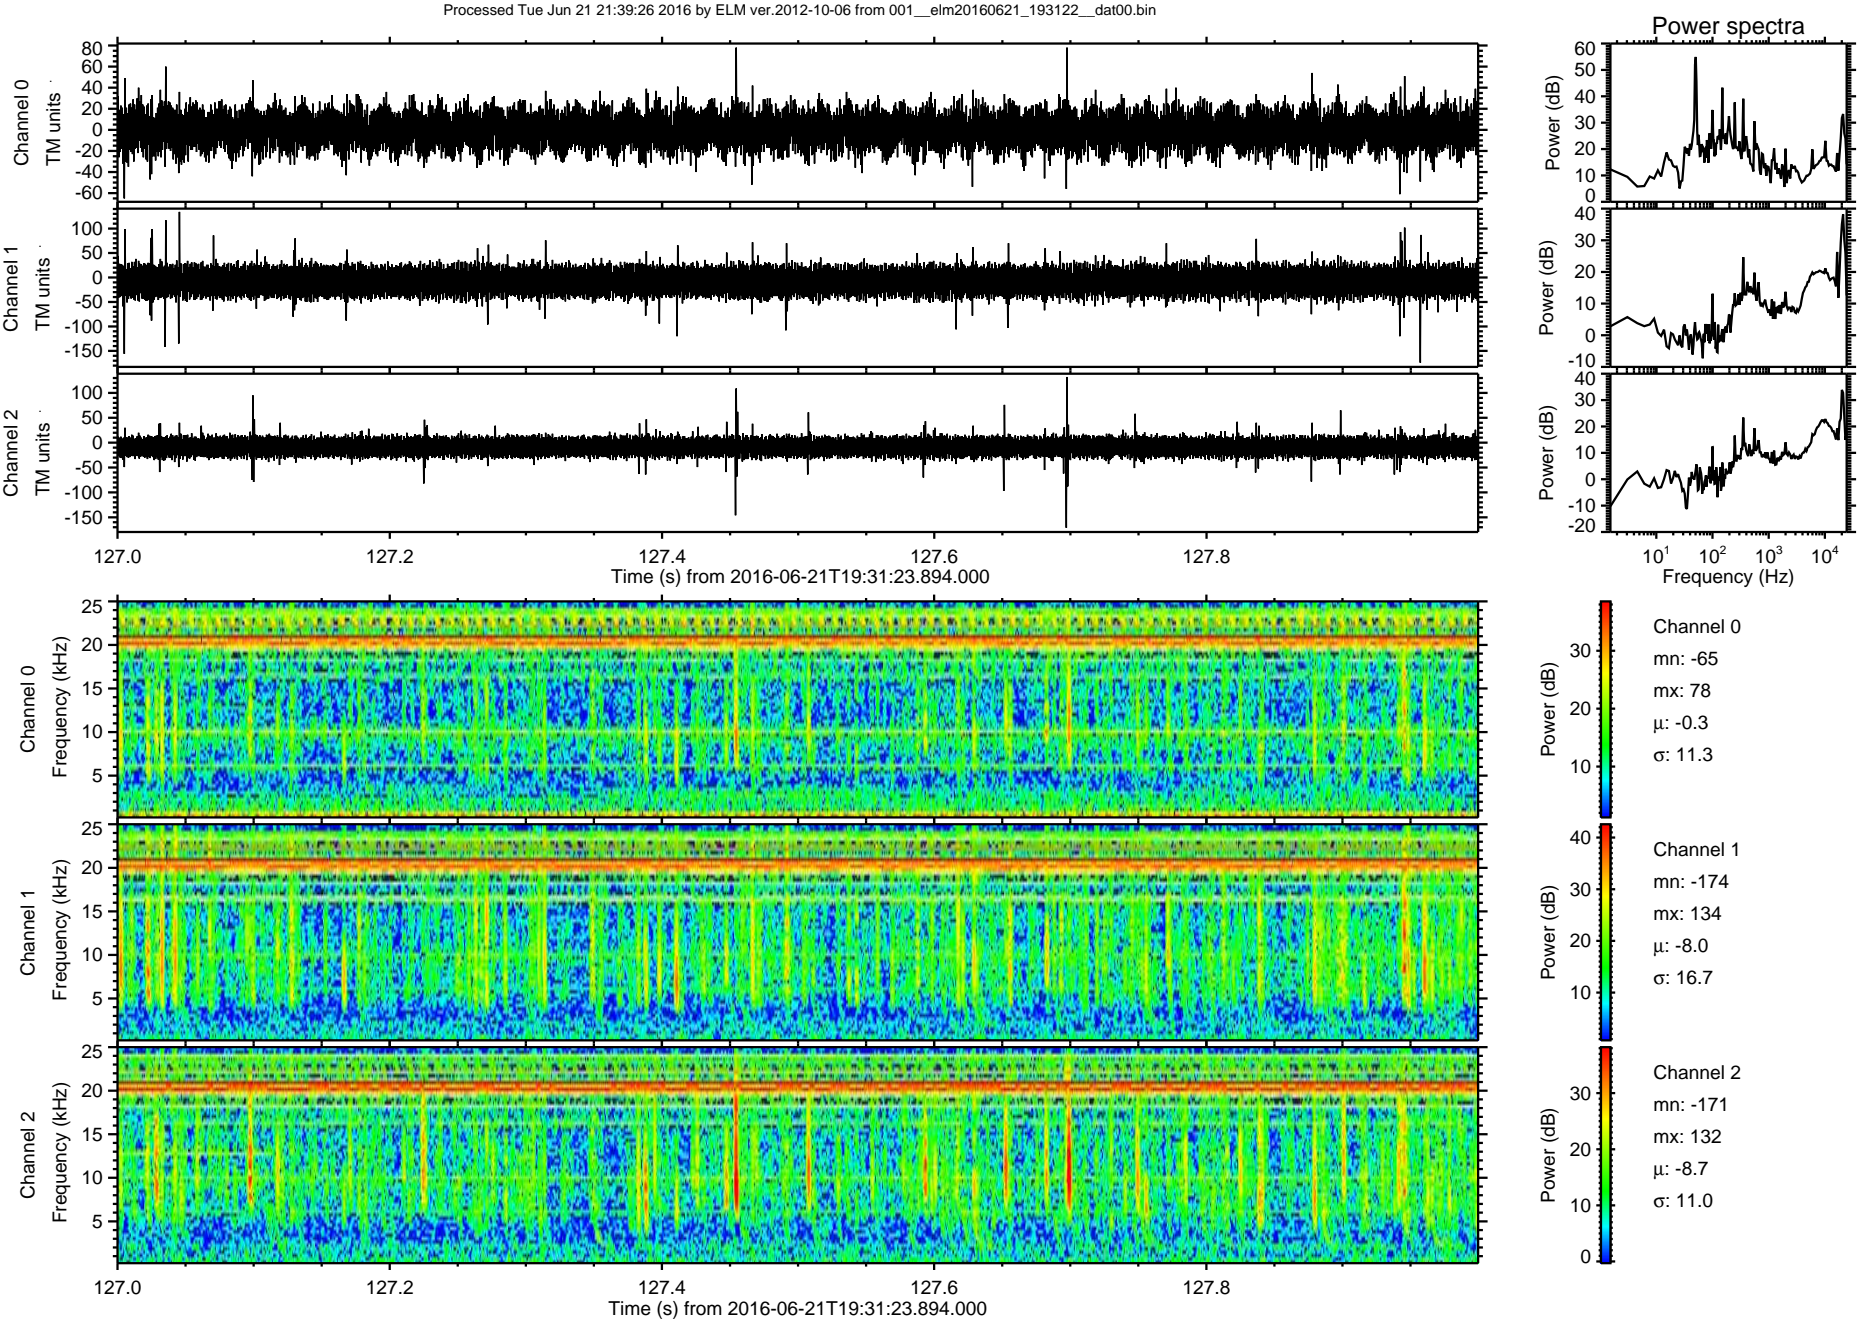 Processed Tue Jun 21 21:39:26 2016 by ELM ver.2012-10-06 from 001__elm20160621_193122__dat00.bin
Power spectra
Channel 0
TM units
80
60
40
20
0
-20
-40
-60
Power (dB)
60
50
40
30
20
10
0
Channel 1
TM units
100
50
0
-50
-100
-150
Power (dB)
40
30
20
10
0
-10
Channel 2
TM units
100
50
0
-50
-100
-150
Power (dB)
40
30
20
10
0
-10
-20
127.0 127.2 127.4 127.6 127.8
Time (s) from 2016-06-21T19:31:23.894.000
10¹ 10² 10³ 10⁴
Frequency (Hz)
Channel 0
Frequency (kHz)
25
20
15
10
5
Power (dB)
30
20
10
Channel 0
mn: -65
mx: 78
μ: -0.3
σ: 11.3
Channel 1
Frequency (kHz)
25
20
15
10
5
Power (dB)
40
30
20
10
Channel 1
mn: -174
mx: 134
μ: -8.0
σ: 16.7
Channel 2
Frequency (kHz)
25
20
15
10
5
Power (dB)
30
20
10
0
Channel 2
mn: -171
mx: 132
μ: -8.7
σ: 11.0
127.0 127.2 127.4 127.6 127.8
Time (s) from 2016-06-21T19:31:23.894.000